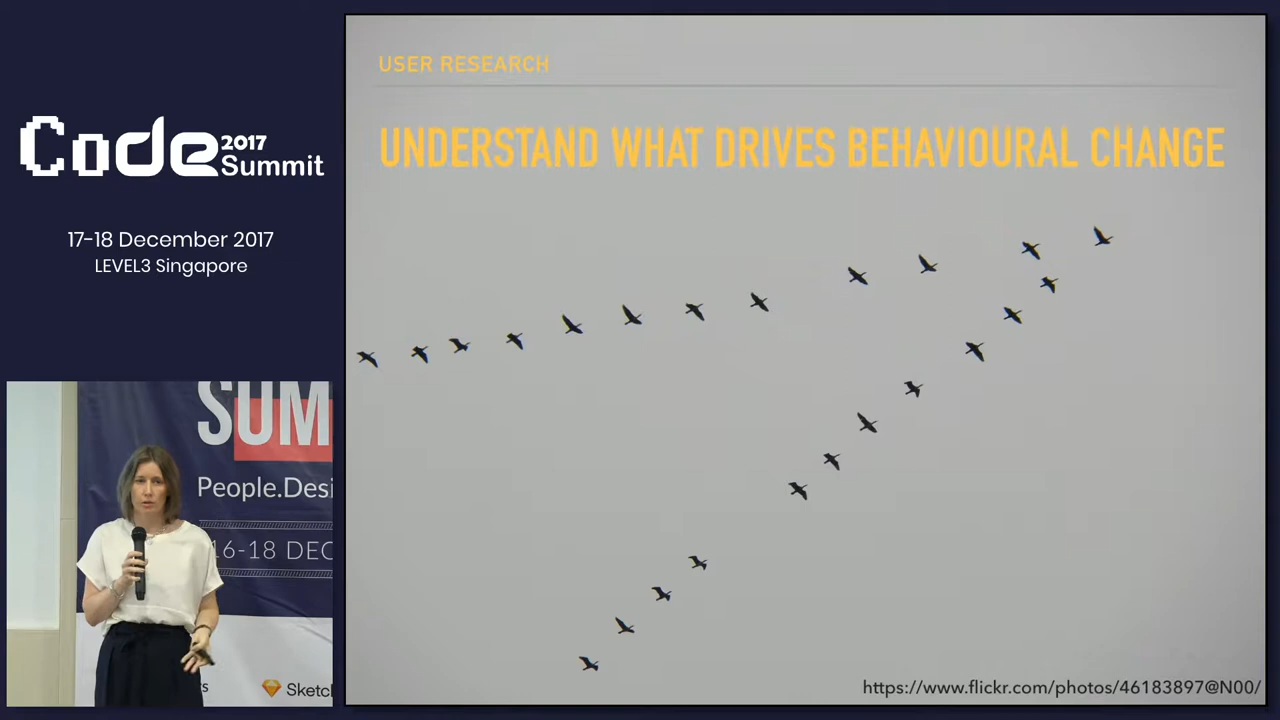 Code 2017 Summit
17-18 December 2017
LEVEL3 Singapore
USER RESEARCH
UNDERSTAND WHAT DRIVES BEHAVIOURAL CHANGE
https://www.flickr.com/photos/46183897@N00/
SUM
People.Desi
16-18 DEC
Sketch